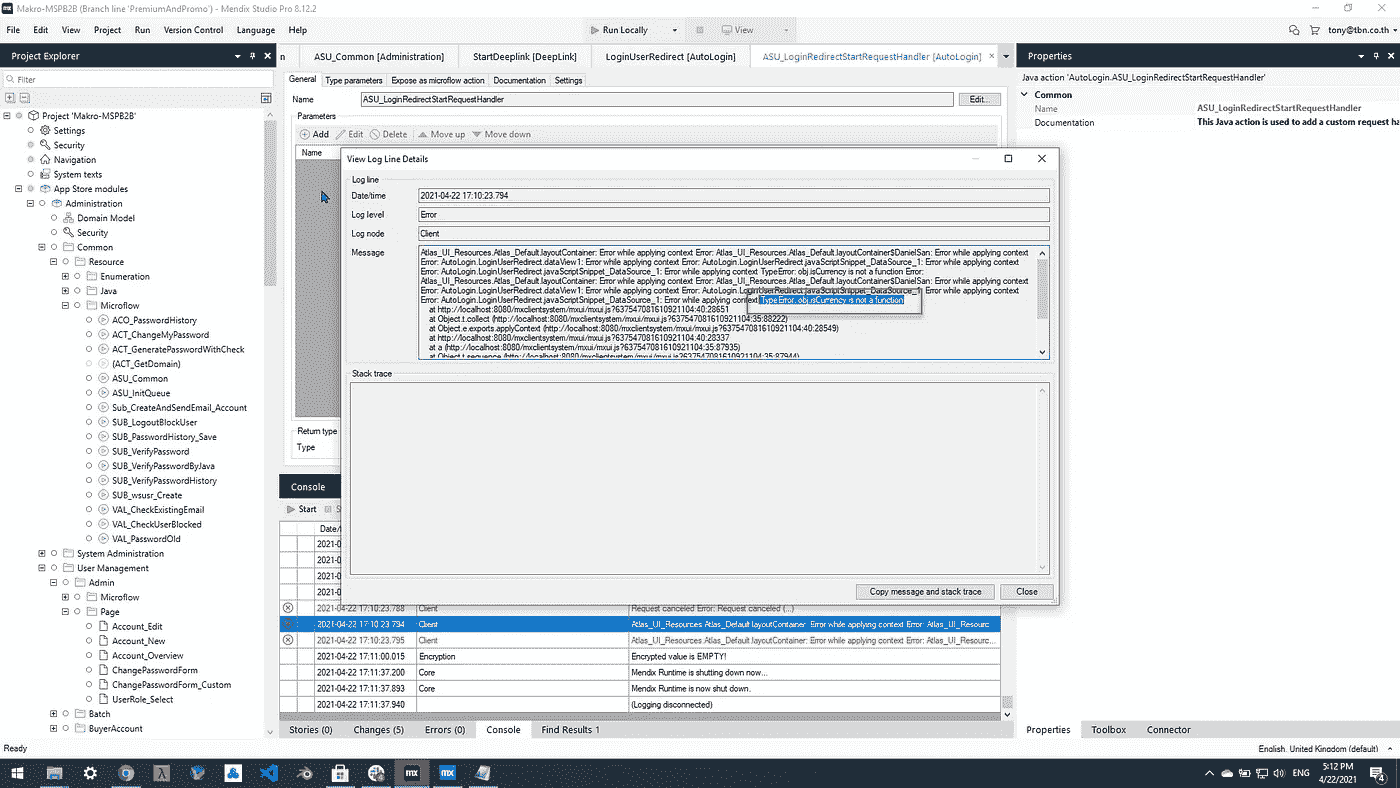 Makro-MSPB2B (Branch line 'PremiumAndPromo') - Mendix Studio Pro 8.12.2
File Edit View Project Run Version Control Language Help
Run Locally
View
tony@tbn.co.th
Project Explorer
Filter
Project 'Makro-MSPB2B'
Settings
Security
Navigation
System texts
App Store modules
Administration
Domain Model
Security
Common
Resource
Enumeration
Java
Microflow
ACO_PasswordHistory
ACT_ChangeMyPassword
ACT_GeneratePasswordWithCheck
(ACT_GetDomain)
ASU_Common
ASU_InitQueue
Sub_CreateAndSendEmail_Account
SUB_LogoutBlockUser
SUB_PasswordHistory_Save
SUB_VerifyPassword
SUB_VerifyPasswordByJava
SUB_VerifyPasswordHistory
SUB_wsusr_Create
VAL_CheckExistingEmail
VAL_CheckUserBlocked
VAL_PasswordOld
System Administration
User Management
Admin
Microflow
Page
Account_Edit
Account_New
Account_Overview
ChangePasswordForm
ChangePasswordForm_Custom
UserRole_Select
Batch
BuyerAccount
n ASU_Common [Administration] StartDeeplink [DeepLink] LoginUserRedirect [AutoLogin] ASU_LoginRedirectStartRequestHandler [AutoLogin]
General Type parameters Expose as microflow action Documentation Settings
Name ASU_LoginRedirectStartRequestHandler Edit...
Parameters
Add Edit Delete Move up Move down
Name
Return type
Type
View Log Line Details
Log line
Date/time 2021-04-22 17:10:23.794
Log level Error
Log node Client
Message Atlas_UI_Resources.Atlas_Default.layoutContainer: Error while applying context Error: Atlas_UI_Resources.Atlas_Default.layoutContainer$DanielSan: Error while applying context
Error: AutoLogin.LoginUserRedirect.dataView1: Error while applying context Error: AutoLogin.LoginUserRedirect.javaScriptSnippet_DataSource_1: Error while applying context
Error: AutoLogin.LoginUserRedirect.javaScriptSnippet_DataSource_1: Error while applying context TypeError: obj.isCurrency is not a function Error:
Atlas_UI_Resources.Atlas_Default.layoutContainer: Error while applying context Error: Atlas_UI_Resources.Atlas_Default.layoutContainer$DanielSan: Error while applying context
Error: AutoLogin.LoginUserRedirect.dataView1: Error while applying context Error: AutoLogin.LoginUserRedirect.javaScriptSnippet_DataSource_1: Error while applying context
Error: AutoLogin.LoginUserRedirect.javaScriptSnippet_DataSource_1: Error while applying context TypeError: obj.isCurrency is not a function
at http://localhost:8080/mxclientsystem/mxui/mxui.js?637547081610921104:40:28651
at Object.t.collect (http://localhost:8080/mxclientsystem/mxui/mxui.js?637547081610921104:35:88222)
at Object.e.exports.applyContext (http://localhost:8080/mxclientsystem/mxui/mxui.js?637547081610921104:40:28549)
at http://localhost:8080/mxclientsystem/mxui/mxui.js?637547081610921104:40:28337
at a (http://localhost:8080/mxclientsystem/mxui/mxui.js?637547081610921104:35:87935)
at Object.t.sequence (http://localhost:8080/mxclientsystem/mxui/mxui.js?637547081610921104:35:87944)
Stack trace
Copy message and stack trace Close
Console
Start S
Date/t
2021-0
2021-0
2021-0
2021-0
2021-04-22 17:10:23.788 Client Request canceled Error: Request canceled (...)
2021-04-22 17:10:23.794 Client Atlas_UI_Resources.Atlas_Default.layoutContainer: Error while applying context Error: Atlas_UI_Resourc...
2021-04-22 17:10:23.795 Client Atlas_UI_Resources.Atlas_Default.layoutContainer: Error while applying context Error: Atlas_UI_Resourc...
2021-04-22 17:11:00.015 Encryption Encrypted value is EMPTY!
2021-04-22 17:11:37.200 Core Mendix Runtime is shutting down now...
2021-04-22 17:11:37.893 Core Mendix Runtime is now shut down.
2021-04-22 17:11:37.940 (Logging disconnected)
Stories (0) Changes (5) Errors (0) Console Find Results 1
Properties
Java action 'AutoLogin.ASU_LoginRedirectStartRequestHandler'
Common
Name ASU_LoginRedirectStartRequestHandler
Documentation This Java action is used to add a custom request ha
Properties Toolbox Connector
Ready
English, United Kingdom (default)
ENG
5:12 PM
4/22/2021
4